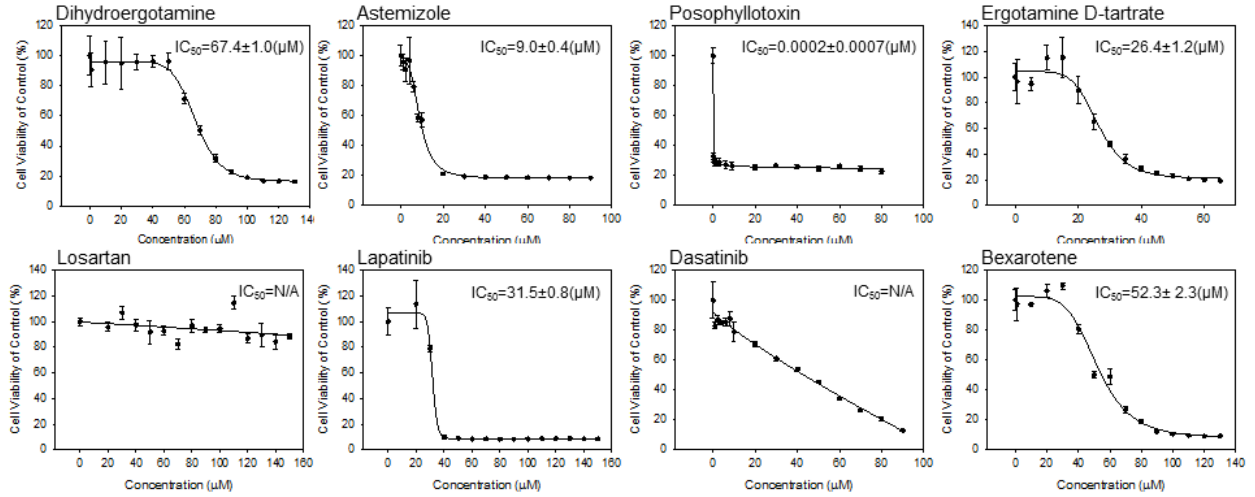 Dihydroergotamine
IC50=67.4±1.0(µM)
Cell Viability of Control (%)
120
100
80
60
40
20
0
0 20 40 60 80 100 120 14
Concentration (µM)
Astemizole
IC50=9.0±0.4(µM)
Cell Viability of Control (%)
120
100
80
60
40
20
0
0 20 40 60 80 100
Concentration (µM)
Posophyllotoxin
IC50=0.0002±0.0007(µM)
Cell Viability of Control (%)
120
100
80
60
40
20
0
0 20 40 60 80 100
Concentration (µM)
Ergotamine D-tartrate
IC50=26.4±1.2(µM)
Cell Viability of Control (%)
140
120
100
80
60
40
20
0
0 20 40 60
Concentration (µM)
Losartan
IC50=N/A
Cell Viability of Control (%)
140
120
100
80
60
40
20
0
0 20 40 60 80 100 120 140 160
Concentration (µM)
Lapatinib
IC50=31.5±0.8(µM)
Cell Viability of Control (%)
140
120
100
80
60
40
20
0
0 20 40 60 80 100 120 140 160
Concentration (µM)
Dasatinib
IC50=N/A
Cell Viability of Control (%)
120
100
80
60
40
20
0
0 20 40 60 80 100
Concentration (µM)
Bexarotene
IC50=52.3± 2.3(µM)
Cell Viability of Control (%)
120
100
80
60
40
20
0
0 20 40 60 80 100 120 140
Concentration (µM)